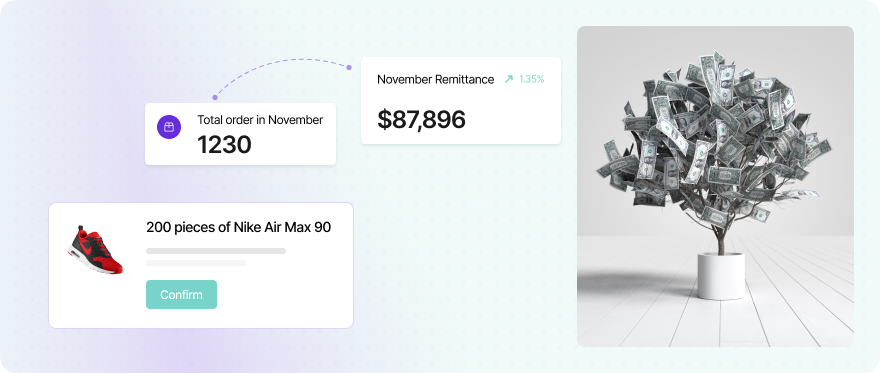 November Remittance
1.35%
$87,896
Total order in November
1230
200 pieces of Nike Air Max 90
Confirm